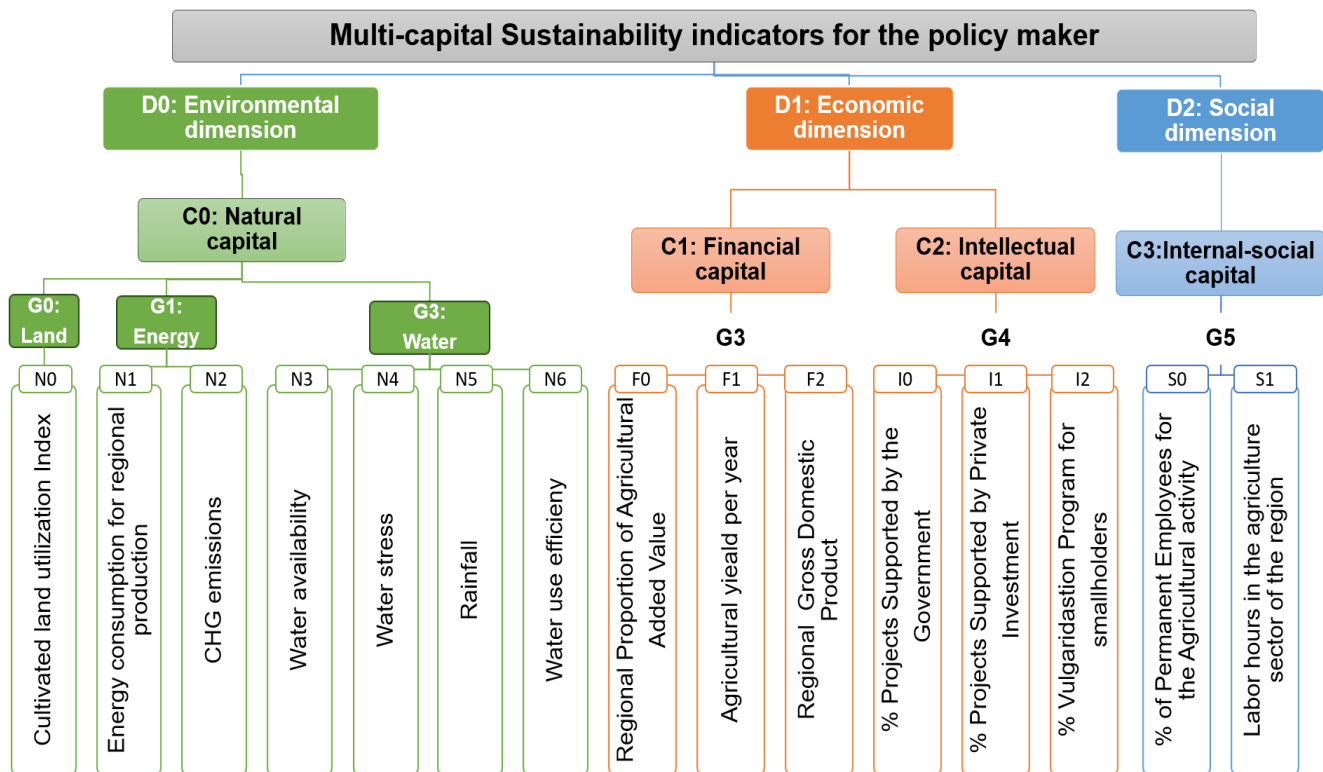 Multi-capital Sustainability indicators for the policy maker
D0: Environmental
dimension
D1: Economic
dimension
D2: Social
dimension
C0: Natural
capital
C1: Financial
capital
C2: Intellectual
capital
C3:Internal-social
capital
G0:
Land
G1:
Energy
G3:
Water
G3
G4
G5
N0
N1
N2
N3
N4
N5
N6
F0
F1
F2
I0
I1
I2
S0
S1
Cultivated land utilization Index
Energy consumption for regional
production
CHG emissions
Water availability
Water stress
Rainfall
Water use efficieny
Regional Proportion of Agricultural
Added Value
Agricultural yieald per year
Regional Gross Domestic
Product
% Projects Supported by the
Government
% Projects Supported by Private
Investment
% Vulgaridastion Program for
smallholders
% of Permanent Employees for
the Agricultural activity
Labor hours in the agriculture
sector of the region